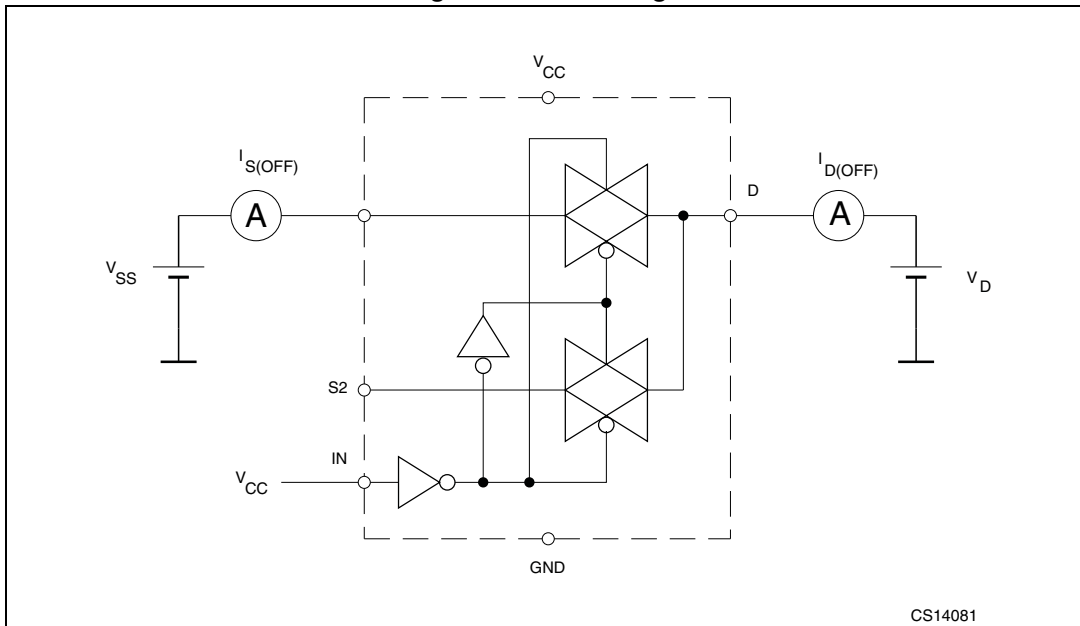 V CC
I S(OFF)
I D(OFF)
A
D
A
V SS
V D
S2
IN
V CC
GND
CS14081